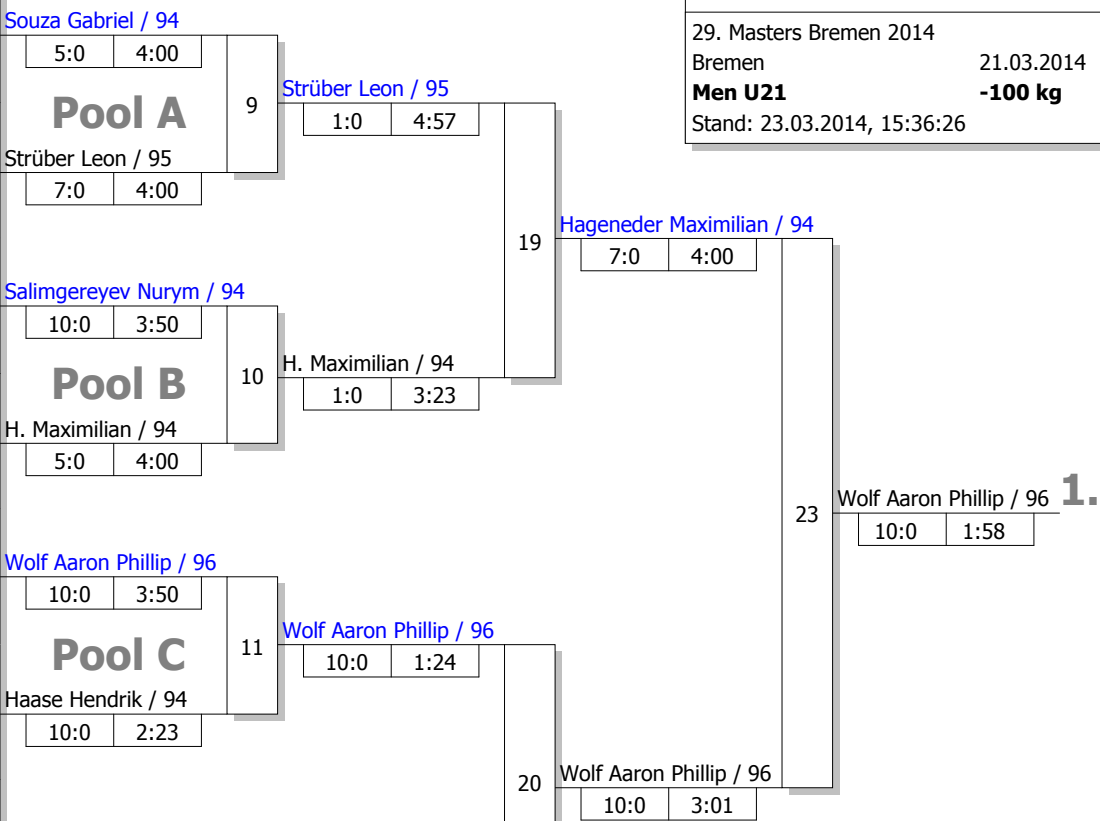 Souza Gabriel / 94
5:0 4:00
Pool A
9
Strüber Leon / 95
7:0 4:00
Strüber Leon / 95
1:0 4:57
29. Masters Bremen 2014
Bremen 21.03.2014
Men U21 -100 kg
Stand: 23.03.2014, 15:36:26
19
Hageneder Maximilian / 94
7:0 4:00
Salimgereyev Nurym / 94
10:0 3:50
Pool B
10
H. Maximilian / 94
5:0 4:00
H. Maximilian / 94
1:0 3:23
23
Wolf Aaron Phillip / 96 1.
10:0 1:58
Wolf Aaron Phillip / 96
10:0 3:50
Pool C
11
Haase Hendrik / 94
10:0 2:23
Wolf Aaron Phillip / 96
10:0 1:24
20
Wolf Aaron Phillip / 96
10:0 3:01